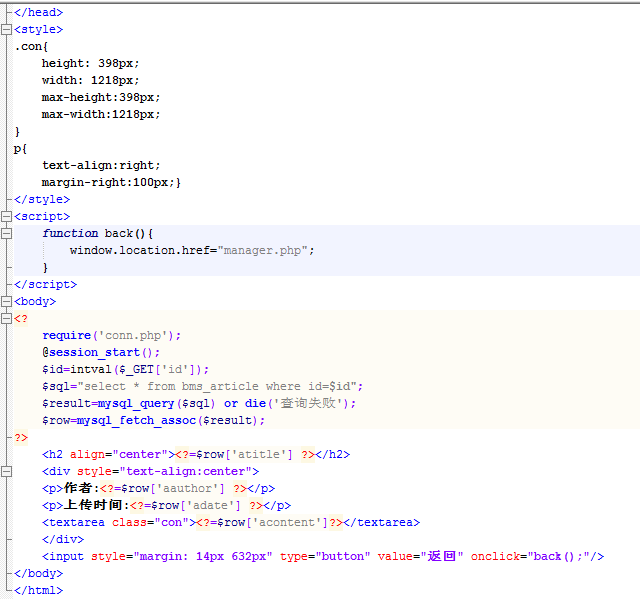 </head>
<style>
.con{
    height: 398px;
    width: 1218px;
    max-height:398px;
    max-width:1218px;
}
p{
    text-align:right;
    margin-right:100px;}
</style>
<script>
    function back(){
        window.location.href="manager.php";
    }
</script>
<body>
<?
    require('conn.php');
    @session_start();
    $id=intval($_GET['id']);
    $sql="select * from bms_article where id=$id";
    $result=mysql_query($sql) or die('查询失败');
    $row=mysql_fetch_assoc($result);
?>
    <h2 align="center"><?=$row['atitle'] ?></h2>
    <div style="text-align:center">
    <p>作者:<?=$row['aauthor'] ?></p>
    <p>上传时间:<?=$row['adate'] ?></p>
    <textarea class="con"><?=$row['acontent']?></textarea>
    </div>
    <input style="margin: 14px 632px" type="button" value="返回" onclick="back();"/>
</body>
</html>